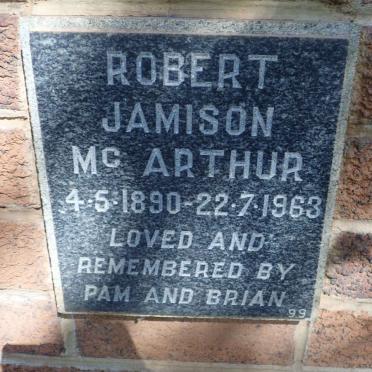 ROBERT
JAMISON
Mc ARTHUR
4·5·1890-22·7·1963
LOVED AND
REMEMBERED BY
PAM AND BRIAN
99